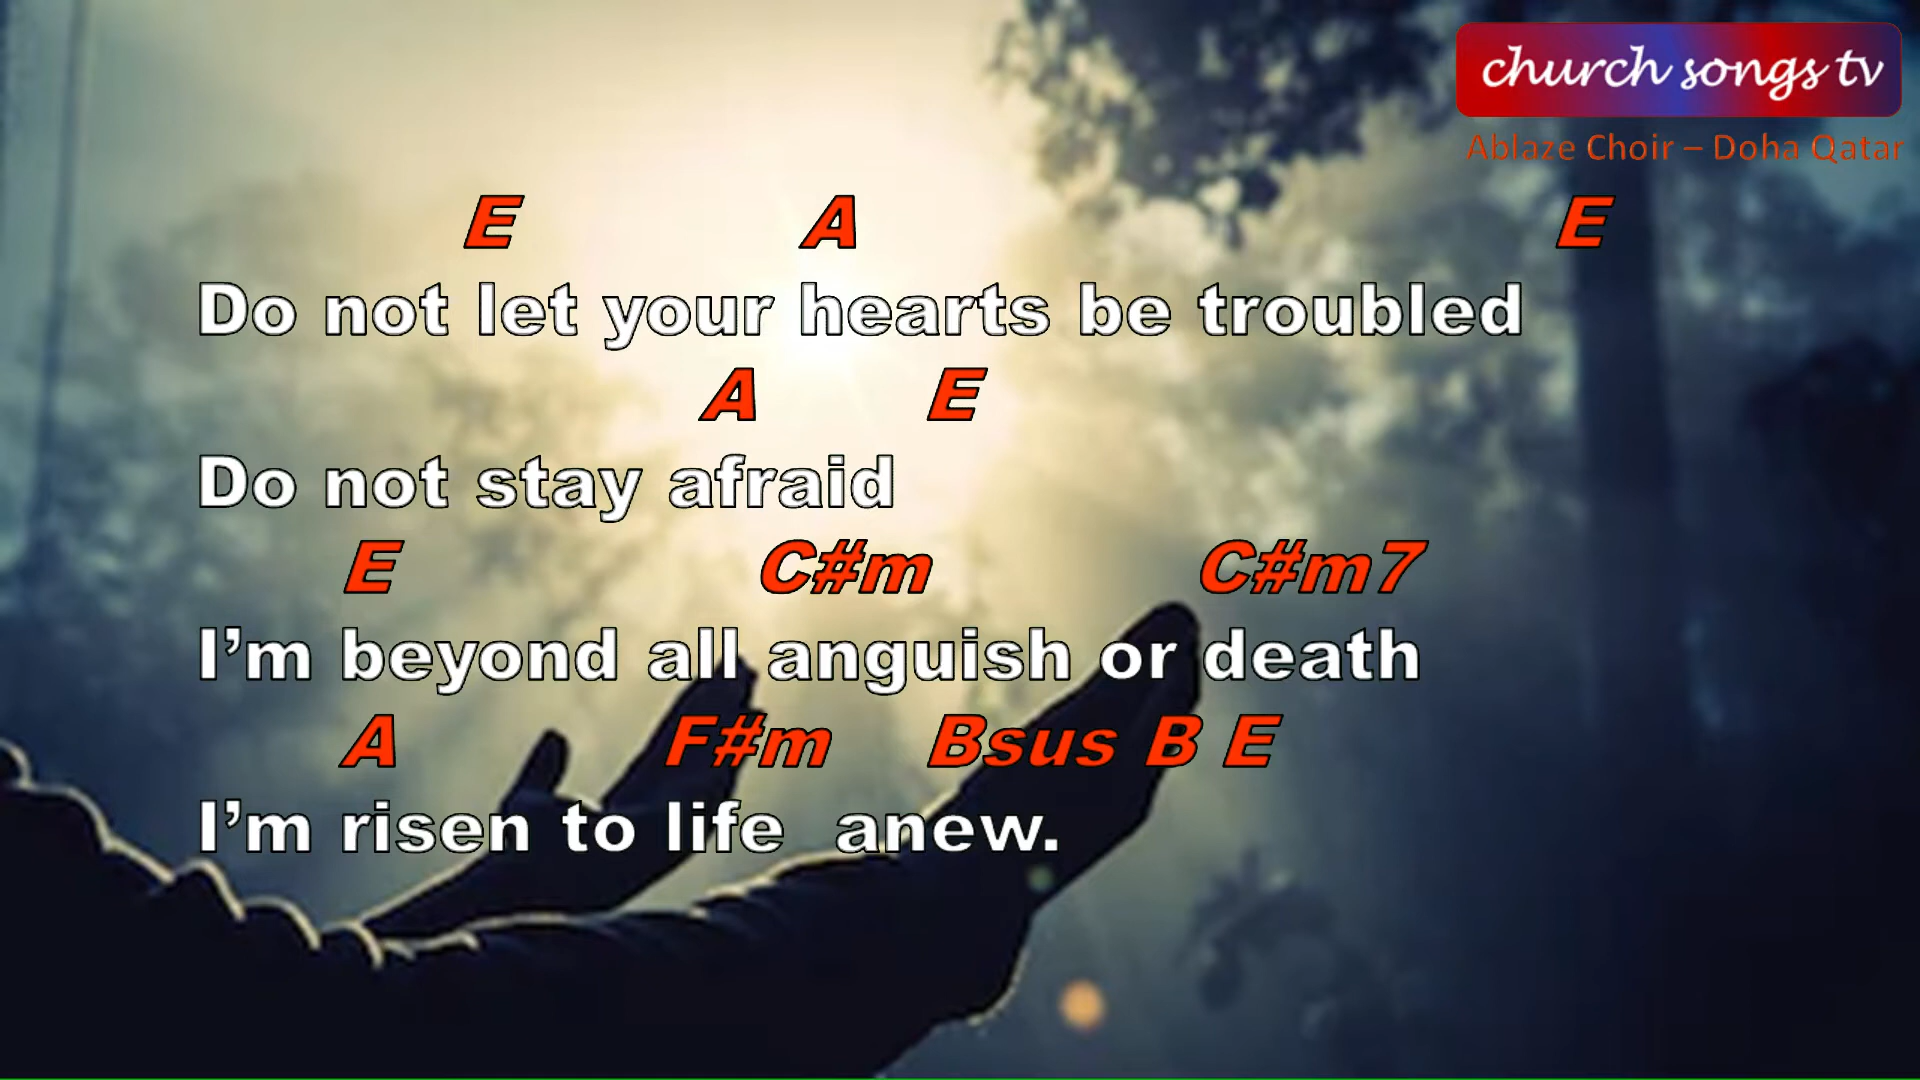 church songs tv
Ablaze Choir – Doha Qatar
E A E
Do not let your hearts be troubled
A E
Do not stay afraid
E C#m C#m7
I’m beyond all anguish or death
A F#m Bsus B E
I’m risen to life anew.